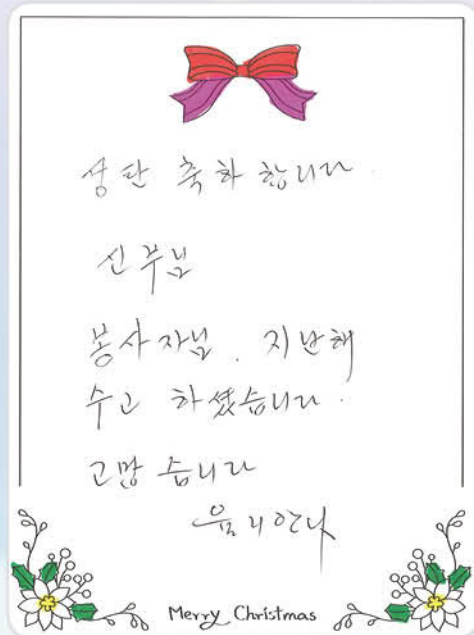 성탄 축하 합니다.
신부님
봉사자님. 지난해
수고 하셨습니다.
고맙 습니다
Merry Christmas